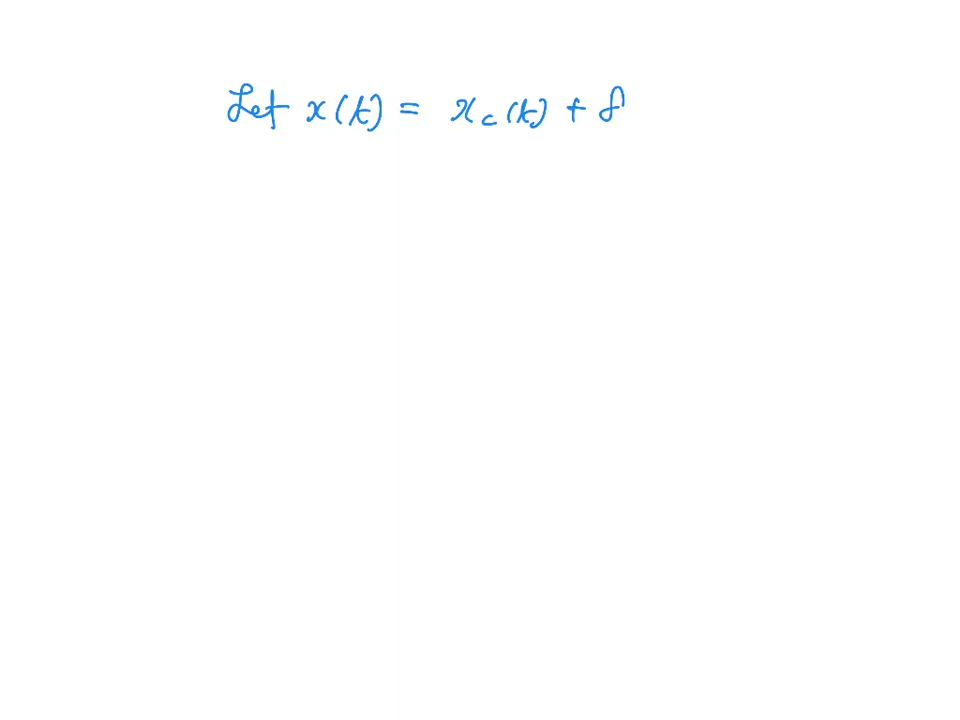 Let x(t) = x_c(t) + δ